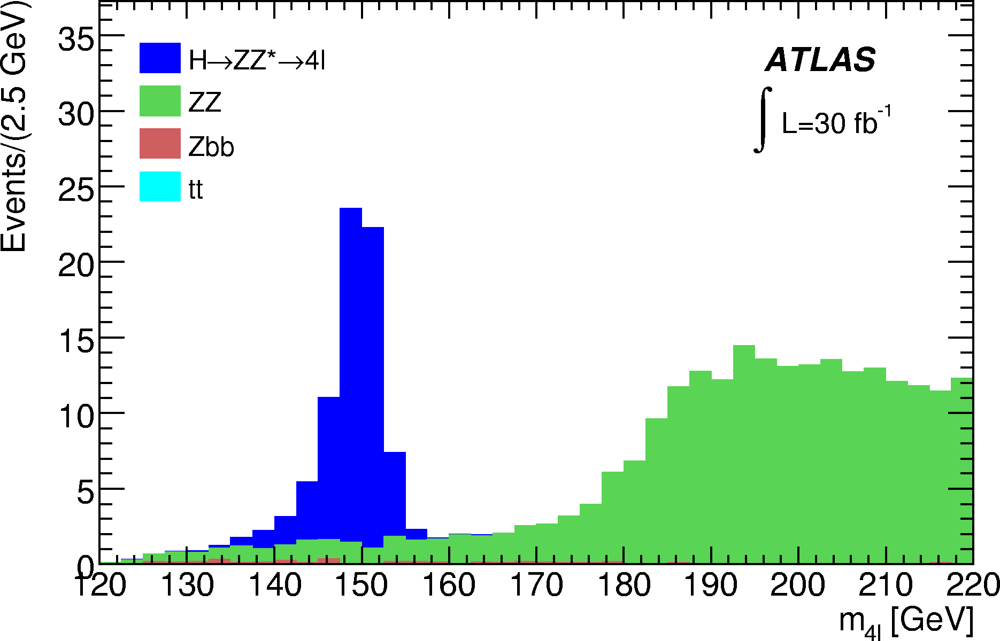 Events/(2.5 GeV)
35
30
25
20
15
10
5
0
H→ZZ*→4l
ZZ
Zbb
tt
ATLAS
∫ L=30 fb⁻¹
120 130 140 150 160 170 180 190 200 210 220
m₄ₗ [GeV]